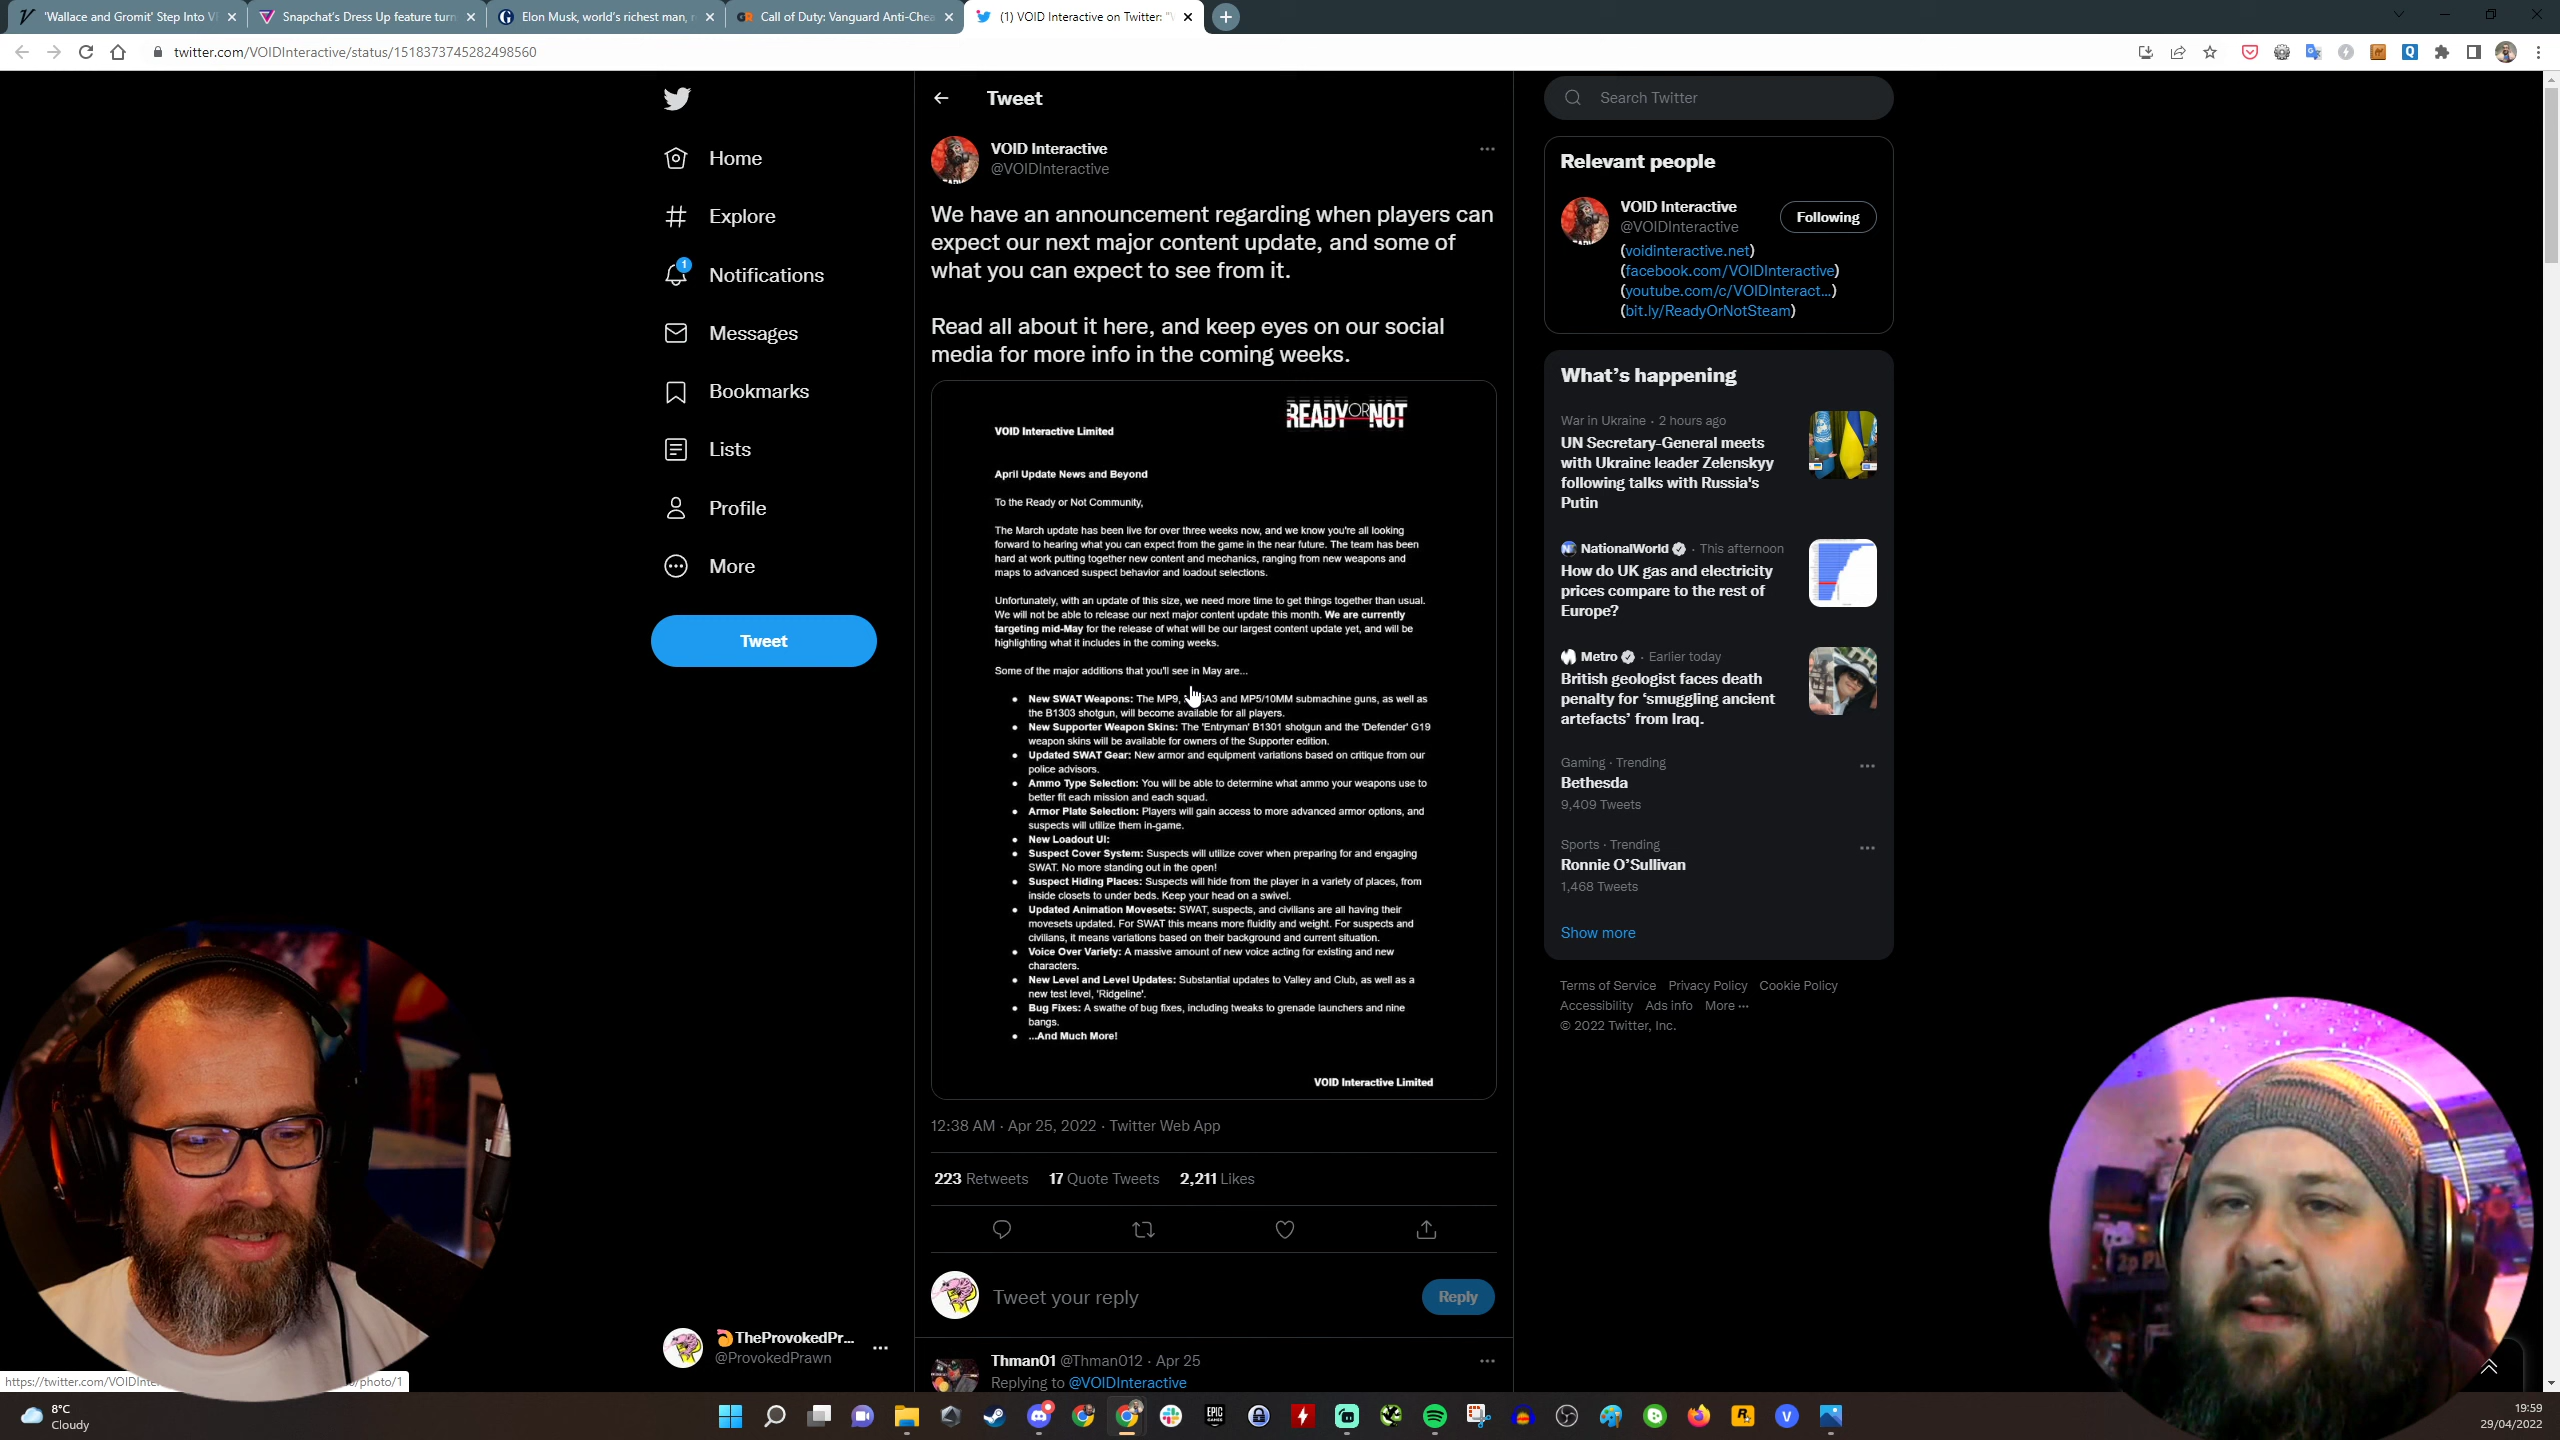 'Wallace and Gromit' Step Into V
Snapchat's Dress Up feature turn
Elon Musk, world's richest man, r
Call of Duty: Vanguard Anti-Chea
(1) VOID Interactive on Twitter: "
twitter.com/VOIDInteractive/status/1518373745282498560
Home
Explore
1
Notifications
Messages
Bookmarks
Lists
Profile
More
Tweet
Tweet
VOID Interactive
@VOIDInteractive
We have an announcement regarding when players can
expect our next major content update, and some of
what you can expect to see from it.
Read all about it here, and keep eyes on our social
media for more info in the coming weeks.
READY OR NOT
VOID Interactive Limited
April Update News and Beyond
To the Ready or Not Community,
The March update has been live for over three weeks now, and we know you're all looking
forward to hearing what you can expect from the game in the near future. The team has been
hard at work putting together new content and mechanics, ranging from new weapons and
maps to advanced suspect behavior and loadout selections.
Unfortunately, with an update of this size, we need more time to get things together than usual.
We will not be able to release our next major content update this month. We are currently
targeting mid-May for the release of what will be our largest content update yet, and will be
highlighting what it includes in the coming weeks.
Some of the major additions that you'll see in May are...
• New SWAT Weapons: The MP9, and MP5/10MM submachine guns, as well as
the B1303 shotgun, will become available for all players.
• New Supporter Weapon Skins: The 'Entryman' B1301 shotgun and the 'Defender' G19
weapon skins will be available for owners of the Supporter edition.
• Updated SWAT Gear: New armor and equipment variations based on critique from our
police advisors.
• Ammo Type Selection: You will be able to determine what ammo your weapons use to
better fit each mission and each squad.
• Armor Plate Selection: Players will gain access to more advanced armor options, and
suspects will utilize them in-game.
• New Loadout UI:
• Suspect Cover System: Suspects will utilize cover when preparing for and engaging
SWAT. No more standing out in the open!
• Suspect Hiding Places: Suspects will hide from the player in a variety of places, from
inside closets to under beds. Keep your head on a swivel.
• Updated Animation Movesets: SWAT, suspects, and civilians are all having their
movesets updated. For SWAT this means more fluidity and weight. For suspects and
civilians, it means variations based on their background and current situation.
• Voice Over Variety: A massive amount of new voice acting for existing and new
characters.
• New Level and Level Updates: Substantial updates to Valley and Club, as well as a
new test level, 'Ridgeline'.
• Bug Fixes: A swathe of bug fixes, including tweaks to grenade launchers and nine
bangs.
• ...And Much More!
VOID Interactive Limited
12:38 AM · Apr 25, 2022 · Twitter Web App
223 Retweets 17 Quote Tweets 2,211 Likes
Tweet your reply
Reply
Thman01 @Thman012 · Apr 25
Replying to @VOIDInteractive
TheProvokedPr...
@ProvokedPrawn
Search Twitter
Relevant people
VOID Interactive
@VOIDInteractive
Following
(voidinteractive.net)
(facebook.com/VOIDInteractive)
(youtube.com/c/VOIDInteract...)
(bit.ly/ReadyOrNotSteam)
What's happening
War in Ukraine · 2 hours ago
UN Secretary-General meets
with Ukraine leader Zelenskyy
following talks with Russia's
Putin
NationalWorld · This afternoon
How do UK gas and electricity
prices compare to the rest of
Europe?
Metro · Earlier today
British geologist faces death
penalty for 'smuggling ancient
artefacts' from Iraq.
Gaming · Trending
Bethesda
9,409 Tweets
Sports · Trending
Ronnie O'Sullivan
1,468 Tweets
Show more
Terms of Service Privacy Policy Cookie Policy
Accessibility Ads info More ···
© 2022 Twitter, Inc.
https://twitter.com/VOIDInte
/photo/1
8°C
Cloudy
EPIC
GAMES
19:59
29/04/2022